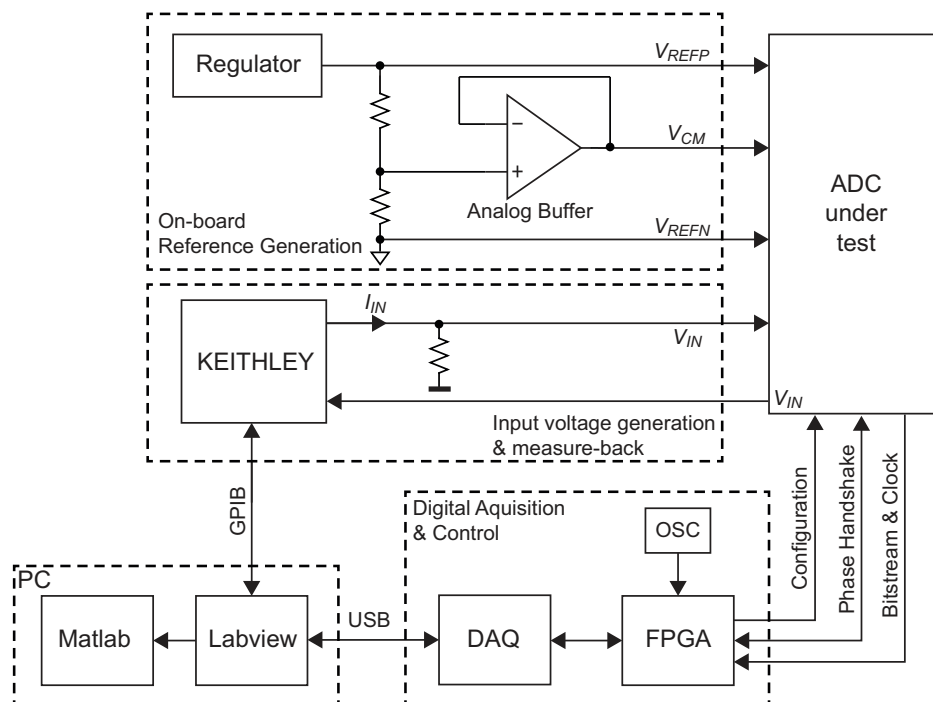 Regulator
V_REFP
−
+
V_CM
Analog Buffer
On-board
Reference Generation
V_REFN
ADC
under
test
I_IN
KEITHLEY
V_IN
V_IN
Input voltage generation
& measure-back
GPIB
Digital Aquisition
& Control
OSC
Configuration
Phase Handshake
Bitstream & Clock
PC
Matlab
Labview
USB
DAQ
FPGA